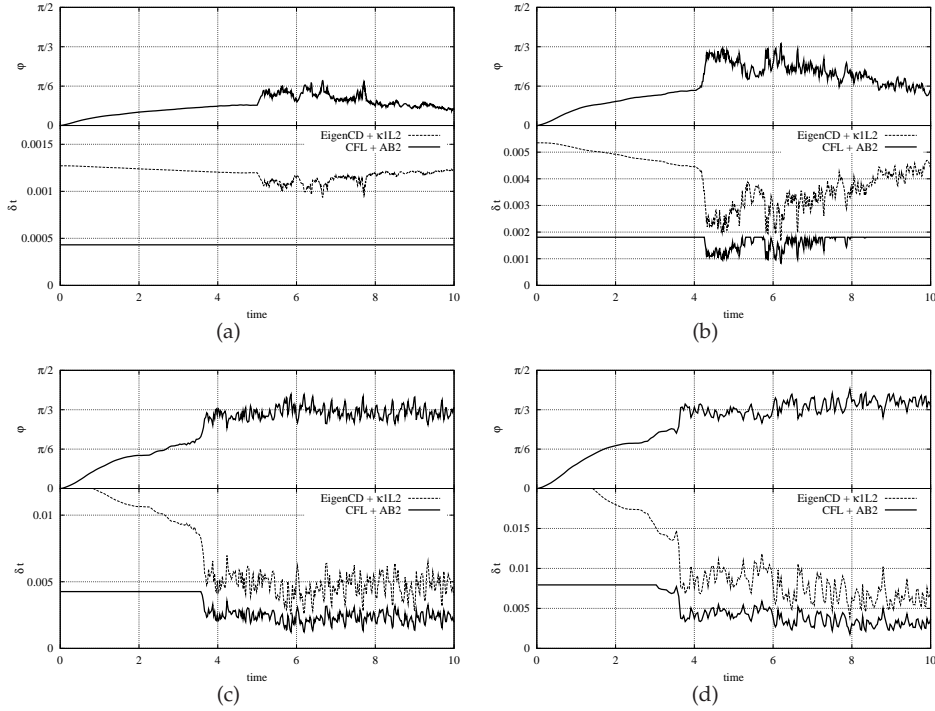 π/2
π/3
φ
π/6
0
0.0015
EigenCD + κ1L2
CFL + AB2
0.001
δ t
0.0005
0
0 2 4 6 8 10
time
(a)
π/2
π/3
φ
π/6
0
EigenCD + κ1L2
CFL + AB2
0.005
0.004
0.003
δ t
0.002
0.001
0
0 2 4 6 8 10
time
(b)
π/2
π/3
φ
π/6
0
EigenCD + κ1L2
CFL + AB2
0.01
δ t
0.005
0
0 2 4 6 8 10
time
(c)
π/2
π/3
φ
π/6
0
EigenCD + κ1L2
CFL + AB2
0.015
0.01
δ t
0.005
0
0 2 4 6 8 10
time
(d)